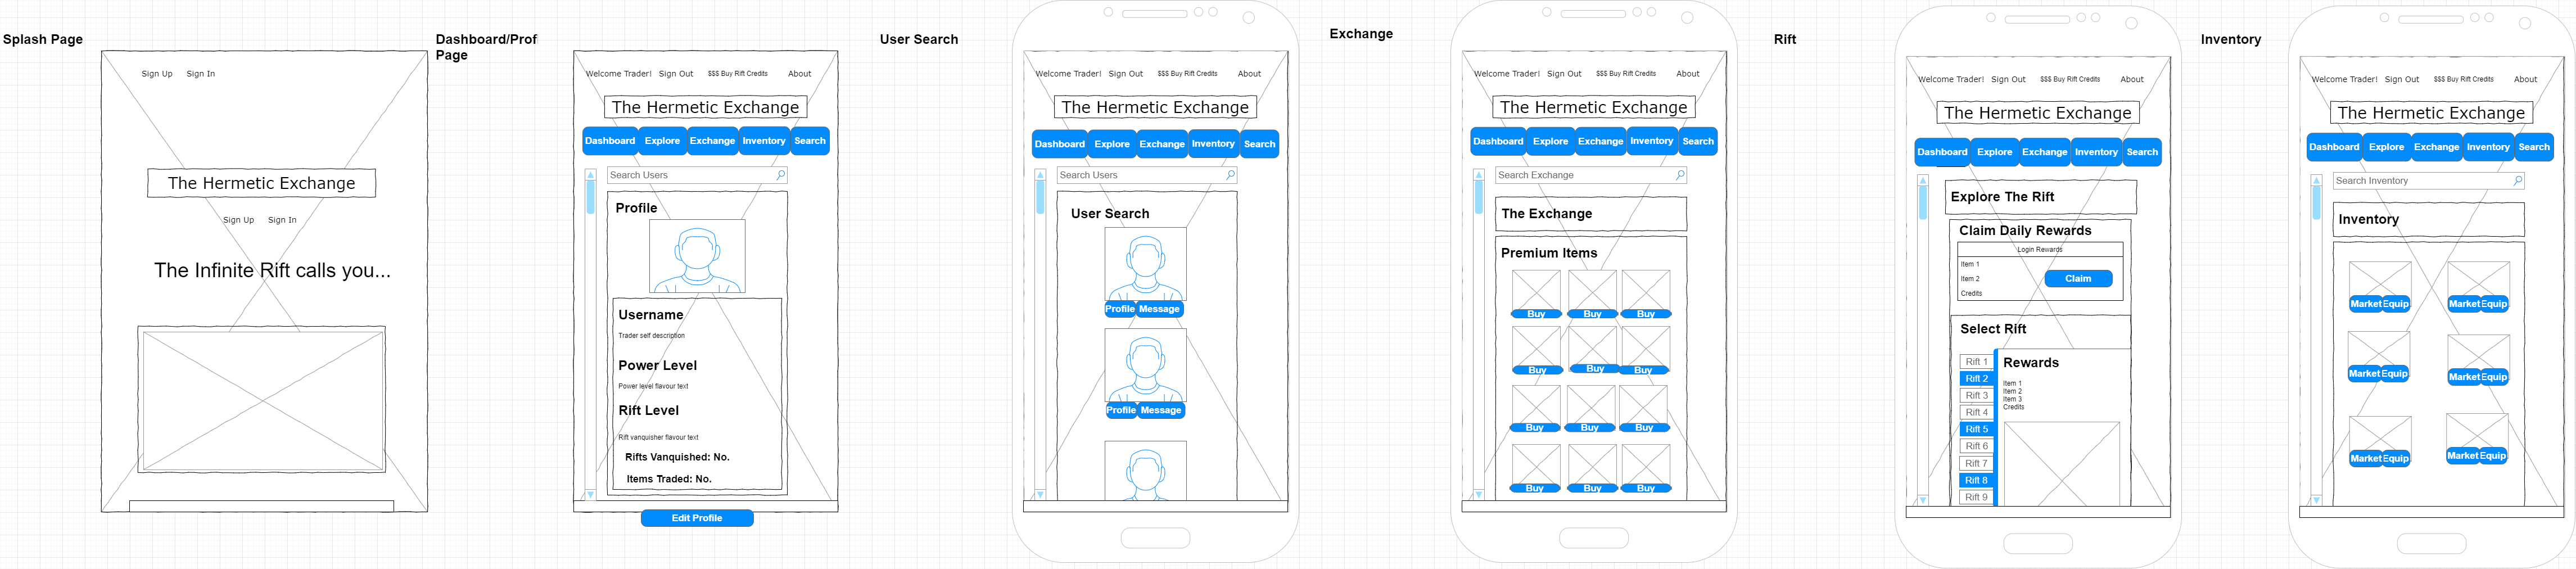 Splash Page
Sign Up Sign In
The Hermetic Exchange
Sign Up Sign In
The Infinite Rift calls you...
Dashboard/Prof
Page
Welcome Trader! Sign Out $$$ Buy Rift Credits About
The Hermetic Exchange
Dashboard Explore Exchange Inventory Search
Search Users
Profile
Username
Trader self description
Power Level
Power level flavour text
Rift Level
Rift vanquisher flavour text
Rifts Vanquished: No.
Items Traded: No.
Edit Profile
User Search
Welcome Trader! Sign Out $$$ Buy Rift Credits About
The Hermetic Exchange
Dashboard Explore Exchange Inventory Search
Search Users
User Search
Profile Message
Profile Message
Exchange
Welcome Trader! Sign Out $$$ Buy Rift Credits About
The Hermetic Exchange
Dashboard Explore Exchange Inventory Search
Search Exchange
The Exchange
Premium Items
Buy Buy Buy
Buy Buy Buy
Buy Buy Buy
Buy Buy Buy
Rift
Welcome Trader! Sign Out $$$ Buy Rift Credits About
The Hermetic Exchange
Dashboard Explore Exchange Inventory Search
Explore The Rift
Claim Daily Rewards
Login Rewards
Item 1
Item 2
Credits
Claim
Select Rift
Rift 1
Rift 2
Rift 3
Rift 4
Rift 5
Rift 6
Rift 7
Rift 8
Rift 9
Rewards
Item 1
Item 2
Item 3
Credits
Inventory
Welcome Trader! Sign Out $$$ Buy Rift Credits About
The Hermetic Exchange
Dashboard Explore Exchange Inventory Search
Search Inventory
Inventory
Market Equip Market Equip
Market Equip Market Equip
Market Equip Market Equip